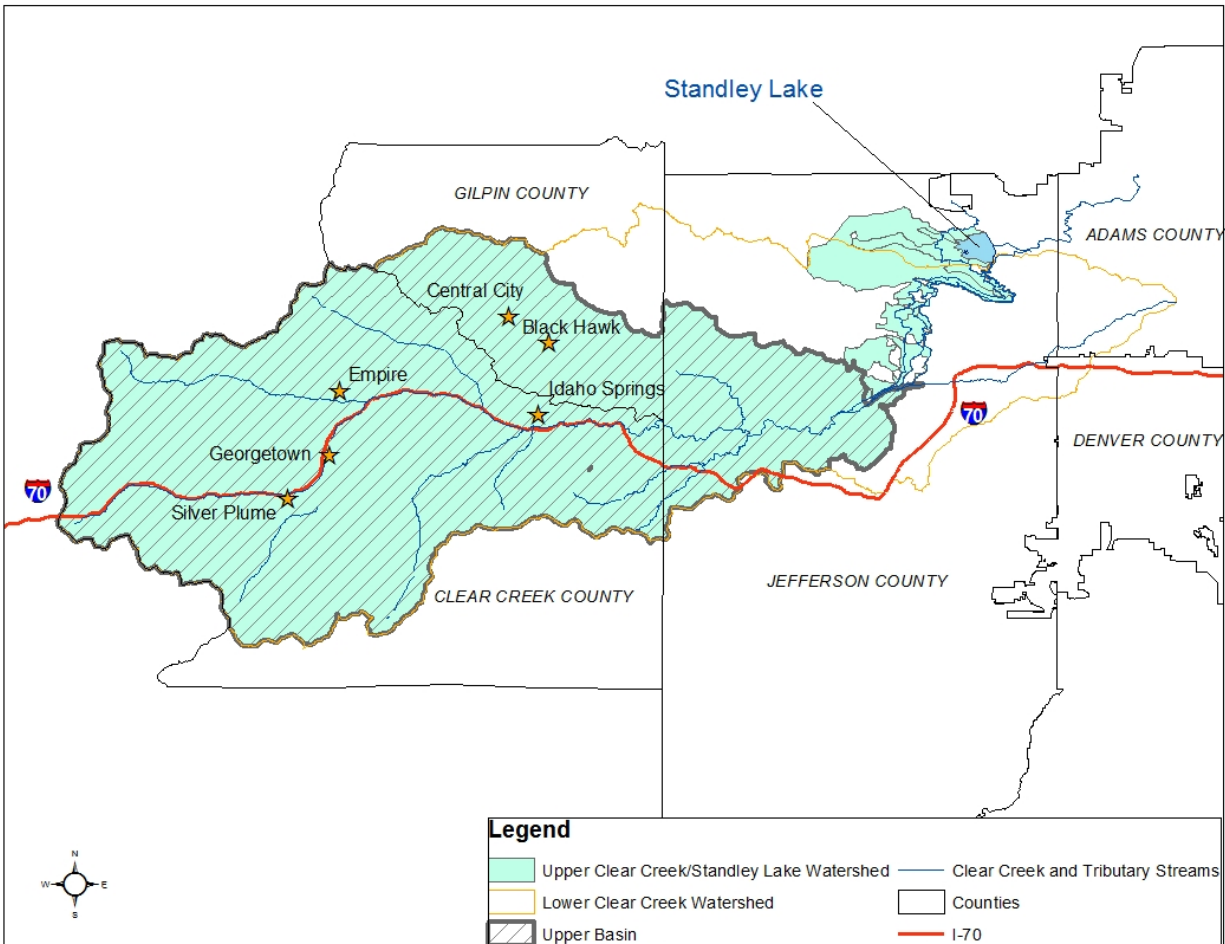 Standley Lake
GILPIN COUNTY
ADAMS COUNTY
Central City
Black Hawk
Empire
Idaho Springs
70
Georgetown
DENVER COUNTY
70
Silver Plume
JEFFERSON COUNTY
CLEAR CREEK COUNTY
Legend
Upper Clear Creek/Standley Lake Watershed
Clear Creek and Tributary Streams
Lower Clear Creek Watershed
Counties
Upper Basin
I-70
N
W
E
S